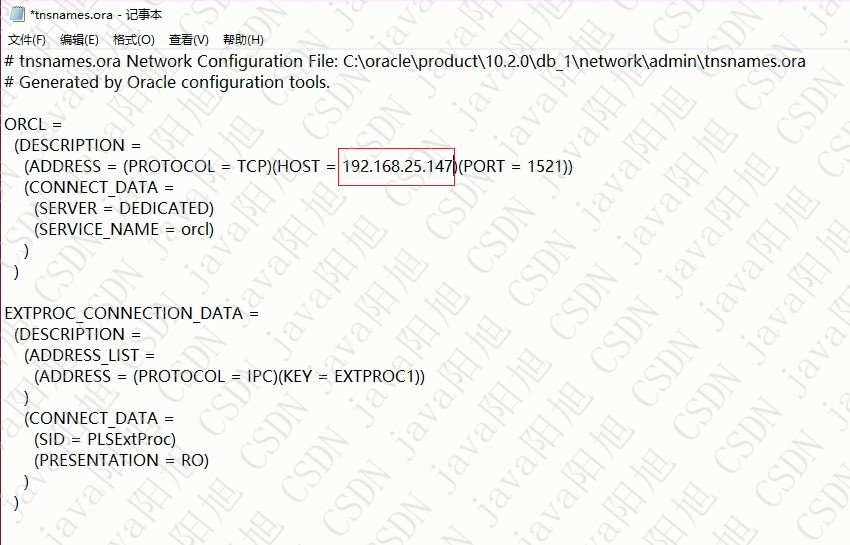 *tnsnames.ora - 记事本
文件(F) 编辑(E) 格式(O) 查看(V) 帮助(H)
# tnsnames.ora Network Configuration File: C:\oracle\product\10.2.0\db_1\network\admin\tnsnames.ora
# Generated by Oracle configuration tools.
ORCL =
(DESCRIPTION =
(ADDRESS = (PROTOCOL = TCP)(HOST = 192.168.25.147)(PORT = 1521))
(CONNECT_DATA =
(SERVER = DEDICATED)
(SERVICE_NAME = orcl)
)
)
EXTPROC_CONNECTION_DATA =
(DESCRIPTION =
(ADDRESS_LIST =
(ADDRESS = (PROTOCOL = IPC)(KEY = EXTPROC1))
)
(CONNECT_DATA =
(SID = PLSExtProc)
(PRESENTATION = RO)
)
)
CSDN java阳旭